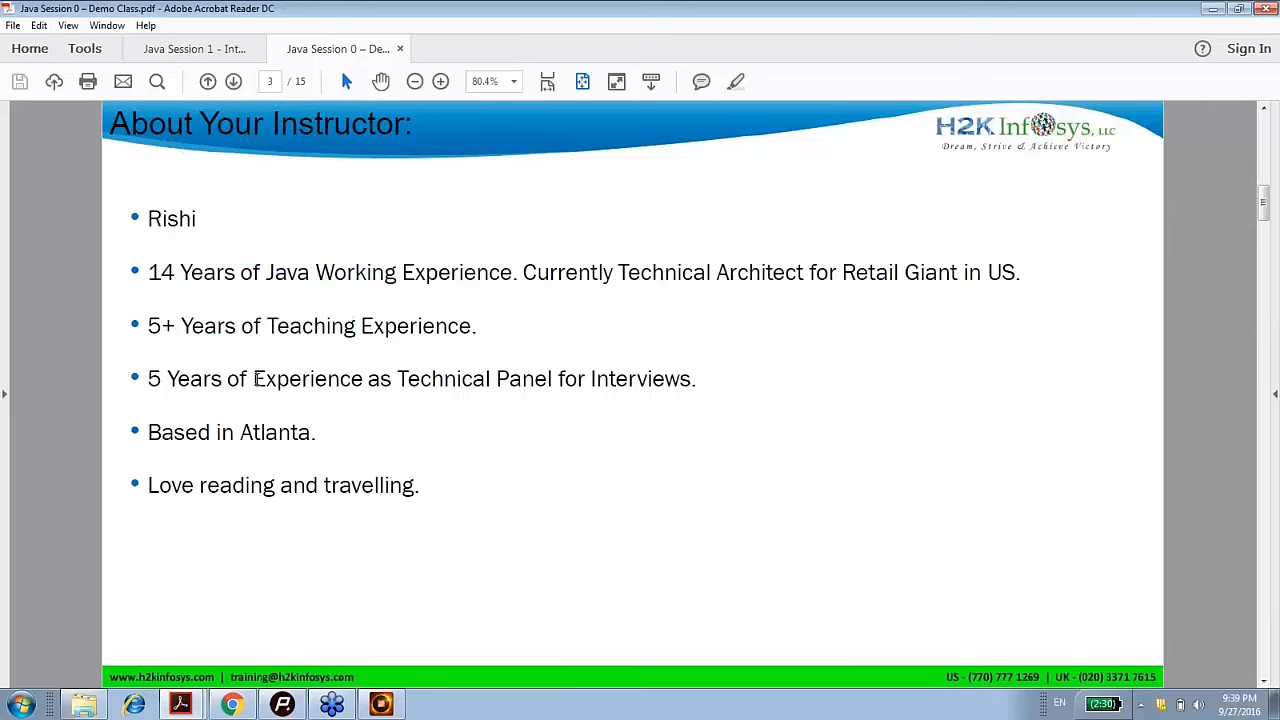 Java Session 0 – Demo Class.pdf - Adobe Acrobat Reader DC
File Edit View Window Help
Home Tools Java Session 1 - Int... Java Session 0 – De... × Sign In
3 / 15 80.4%
About Your Instructor:
H2K Infosys, LLC
Dream, Strive & Achieve Victory
• Rishi
• 14 Years of Java Working Experience. Currently Technical Architect for Retail Giant in US.
• 5+ Years of Teaching Experience.
• 5 Years of Experience as Technical Panel for Interviews.
• Based in Atlanta.
• Love reading and travelling.
www.h2kinfosys.com | training@h2kinfosys.com US - (770) 777 1269 | UK - (020) 3371 7615
EN (2:30) 9:39 PM
9/27/2016